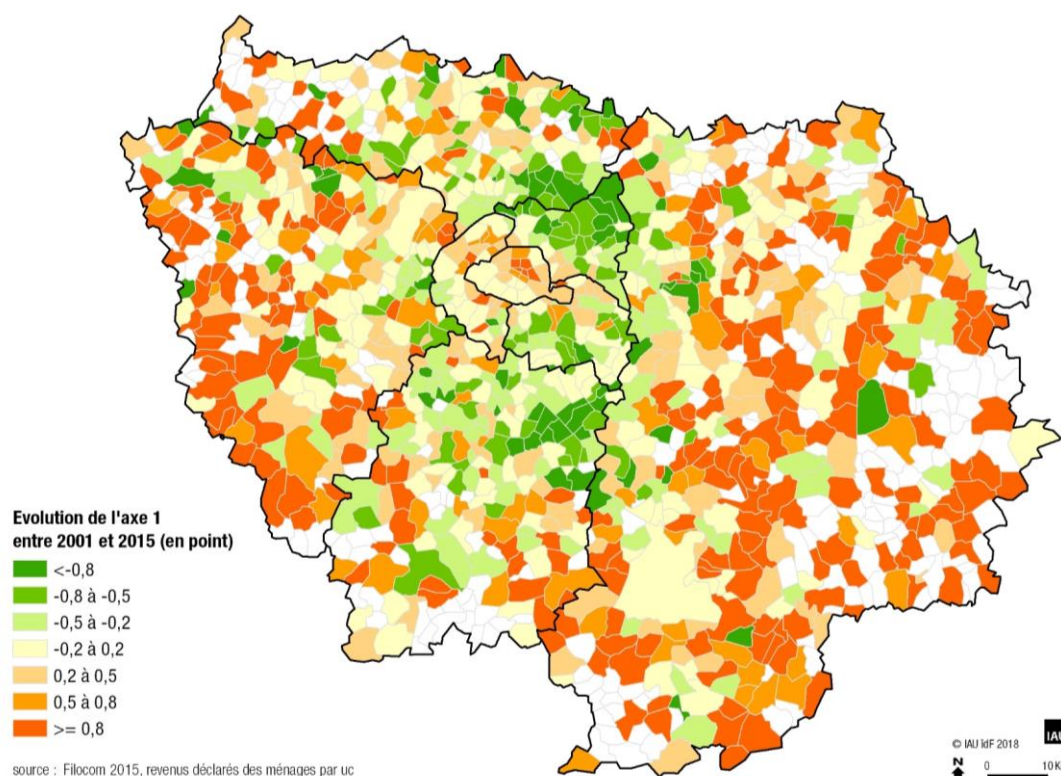 Evolution de l'axe 1
entre 2001 et 2015 (en point)
<-0,8
-0,8 à -0,5
-0,5 à -0,2
-0,2 à 0,2
0,2 à 0,5
0,5 à 0,8
>= 0,8
source : Filocom 2015, revenus déclarés des ménages par uc
© IAU îdF 2018
IAU
N
0 10 k